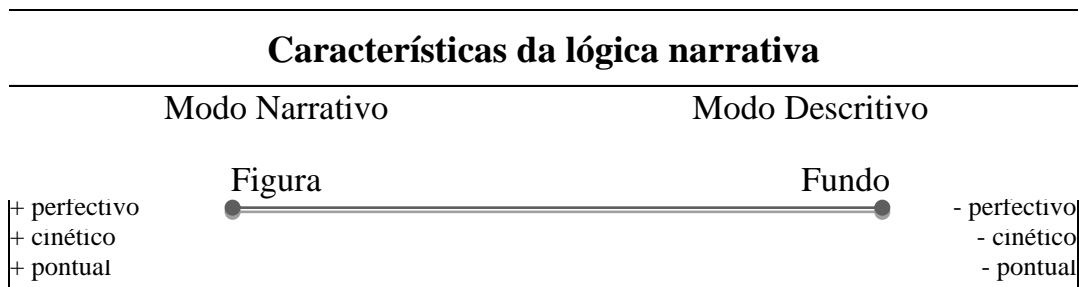 Características da lógica narrativa
Modo Narrativo Modo Descritivo
Figura Fundo
+ perfectivo - perfectivo
+ cinético - cinético
+ pontual - pontual